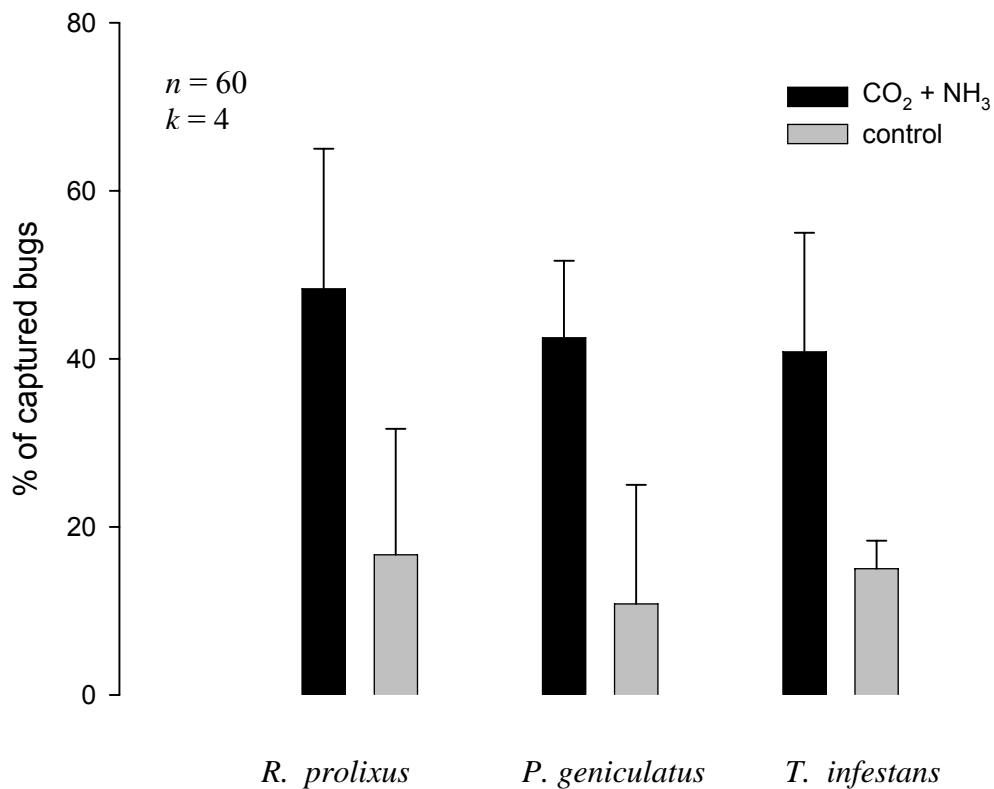 80
n = 60
k = 4
CO₂ + NH₃
control
60
% of captured bugs
40
20
0
R. prolixus P. geniculatus T. infestans